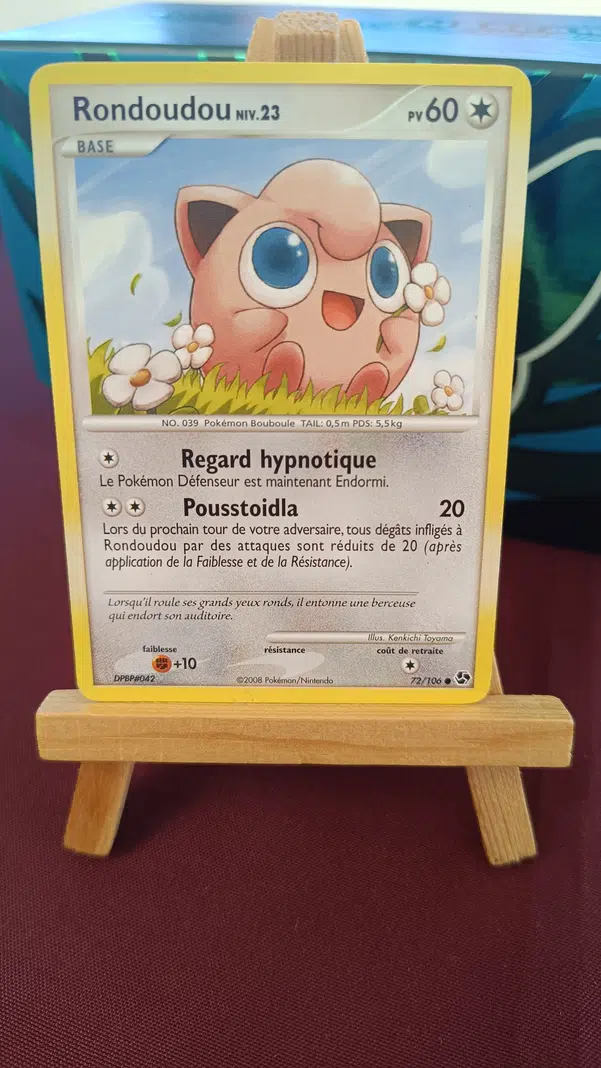 Rondoudou NIV.23 PV 60
BASE
NO. 039 Pokémon Bouboule TAIL: 0,5m PDS: 5,5kg
Regard hypnotique
Le Pokémon Défenseur est maintenant Endormi.
Pousstoidla 20
Lors du prochain tour de votre adversaire, tous dégâts infligés à
Rondoudou par des attaques sont réduits de 20 (après
application de la Faiblesse et de la Résistance).
Lorsqu'il roule ses grands yeux ronds, il entonne une berceuse
qui endort son auditoire.
Illus. Kenkichi Toyama
faiblesse résistance coût de retraite
+10
DPBP#042 ©2008 Pokémon/Nintendo 72/106